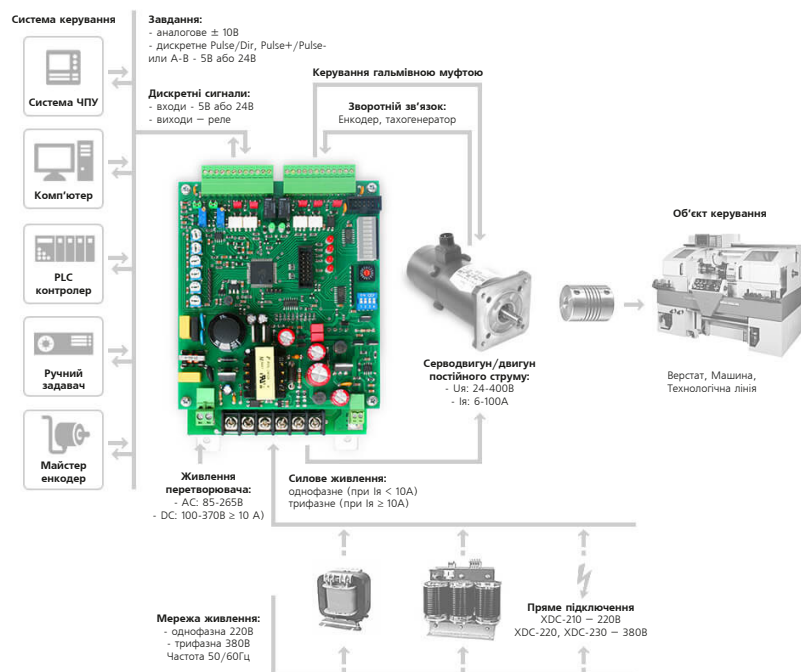 Система керування
Система ЧПУ
Комп'ютер
PLC
контролер
Ручний
задавач
Майстер
енкодер
Завдання:
- аналогове ± 10В
- дискретне Pulse/Dir, Pulse+/Pulse-
или A-B - 5В або 24В
Дискретні сигнали:
- входи - 5В або 24В
- виходи — реле
Керування гальмівною муфтою
Зворотній зв'язок:
Енкодер, тахогенератор
Об'єкт керування
Верстат, Машина,
Технологічна лінія
Серводвигун/двигун
постійного струму:
- Uя: 24-400В
- Iя: 6-100А
Живлення
перетворювача:
- AC: 85-265В
- DC: 100-370В ≥ 10 А)
Силове живлення:
однофазне (при Iя < 10А)
трифазне (при Iя ≥ 10А)
Мережа живлення:
- однофазна 220В
- трифазна 380В
Частота 50/60Гц
Пряме підключення
XDC-210 — 220В
XDC-220, XDC-230 — 380В